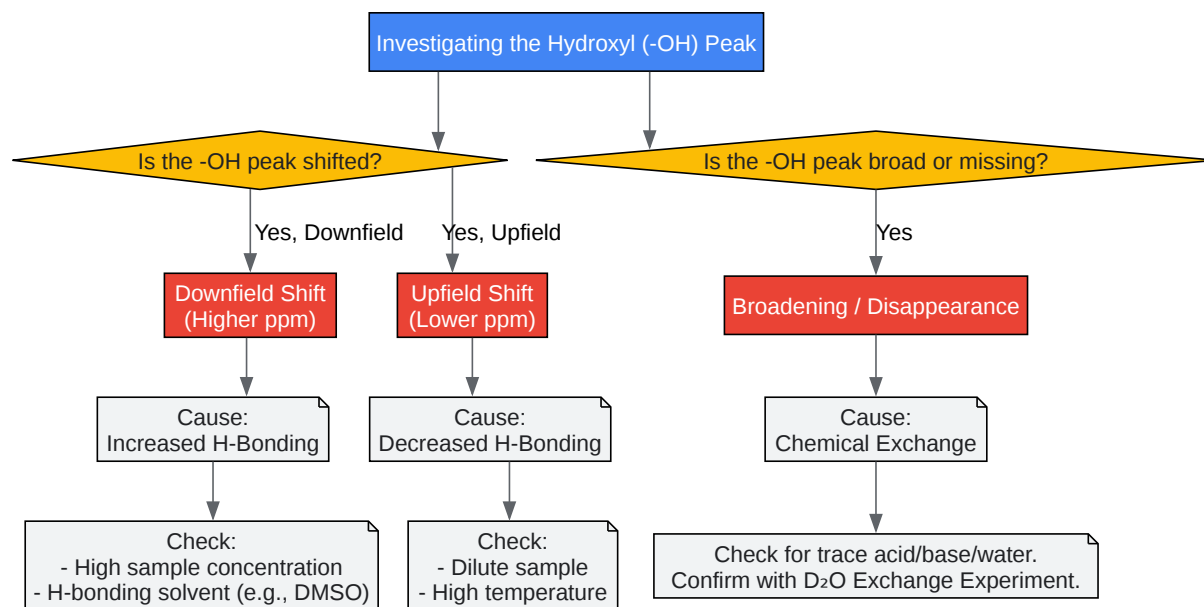 Investigating the Hydroxyl (-OH) Peak
Is the -OH peak shifted?
Is the -OH peak broad or missing?
Yes, Downfield
Yes, Upfield
Yes
Downfield Shift
(Higher ppm)
Upfield Shift
(Lower ppm)
Broadening / Disappearance
Cause:
Increased H-Bonding
Cause:
Decreased H-Bonding
Cause:
Chemical Exchange
Check:
- High sample concentration
- H-bonding solvent (e.g., DMSO)
Check:
- Dilute sample
- High temperature
Check for trace acid/base/water.
Confirm with D₂O Exchange Experiment.